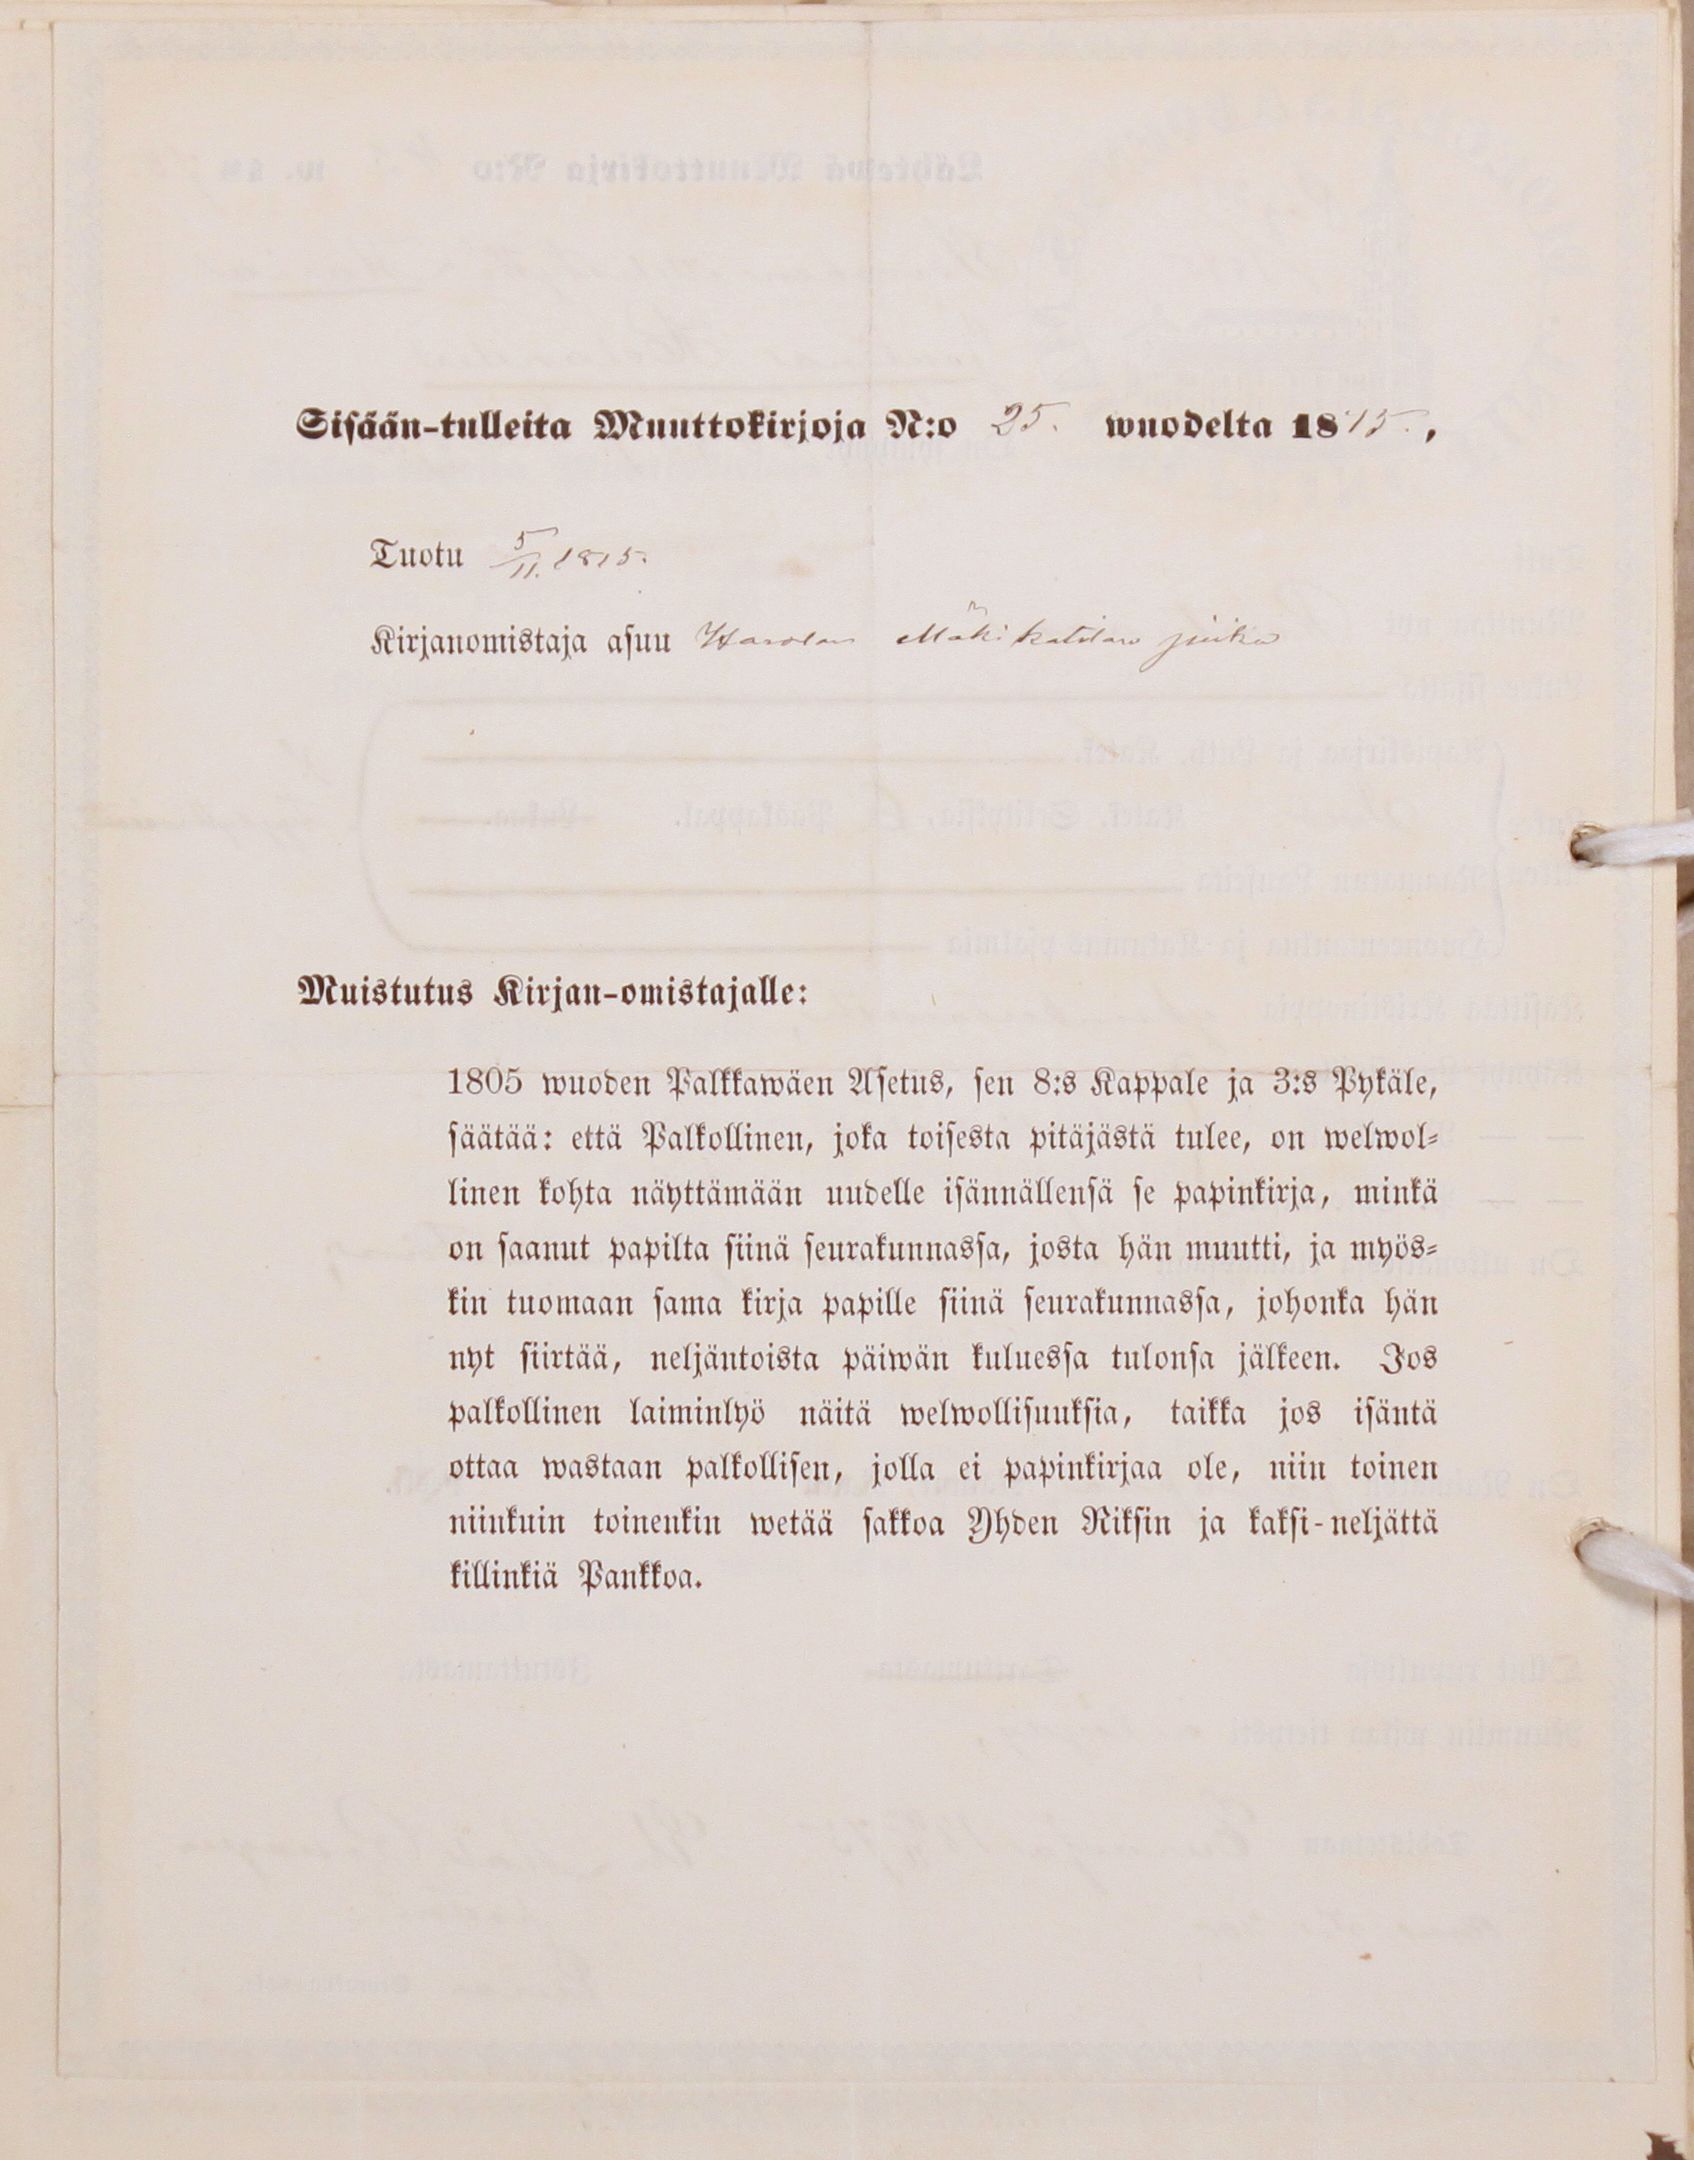 Sisään-tulleita Muuttokirjoja N:o 25. wuodelta 1875.,
Tuotu 5/11. 1875.
Kirjanomistaja asuu Harolan Mäkikatilan piika
Muistutus Kirjan-omistajalle:
1805 wuoden Palkkawäen Asetus, sen 8:s Kappale ja 3:s Pykäle,
säätää: että Palkollinen, joka toisesta pitäjästä tulee, on welwol-
linen kohta näyttämään uudelle isännällensä se papinkirja, minkä
on saanut papilta siinä seurakunnassa, josta hän muutti, ja myös-
kin tuomaan sama kirja papille siinä seurakunnassa, johonka hän
nyt siirtää, neljäntoista päiwän kuluessa tulonsa jälkeen. Jos
palkollinen laiminlyö näitä welwollisuuksia, taikka jos isäntä
ottaa wastaan palkollisen, jolla ei papinkirjaa ole, niin toinen
niinkuin toinenkin wetää sakkoa Yhden Riksin ja kaksi-neljättä
killinkiä Pankkoa.